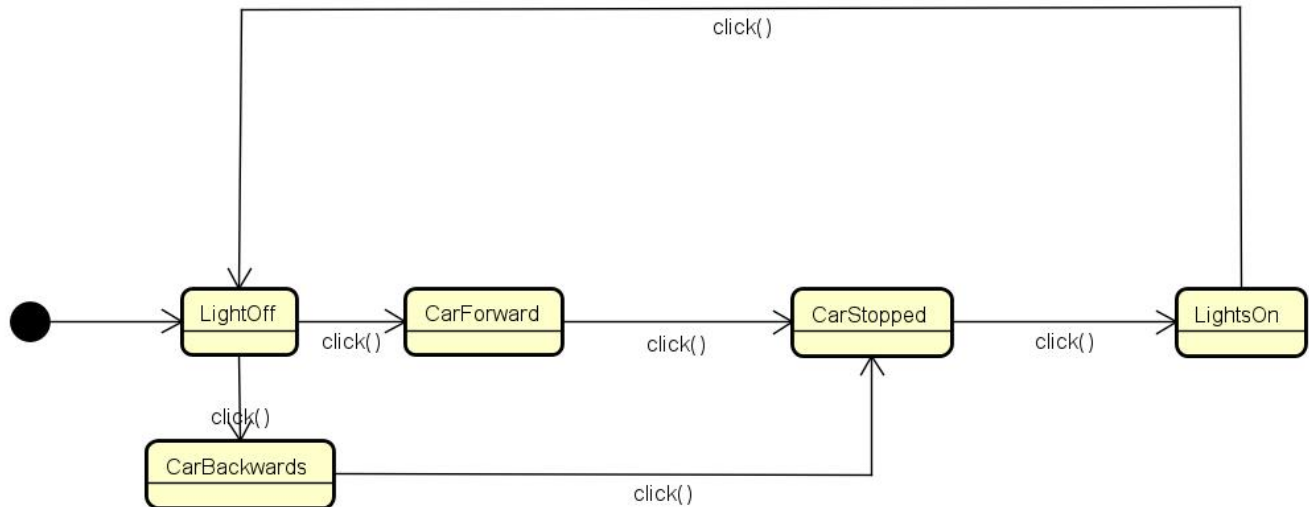 click()
LightOff
CarForward
CarStopped
LightsOn
click()
click()
click()
click()
CarBackwards
click()